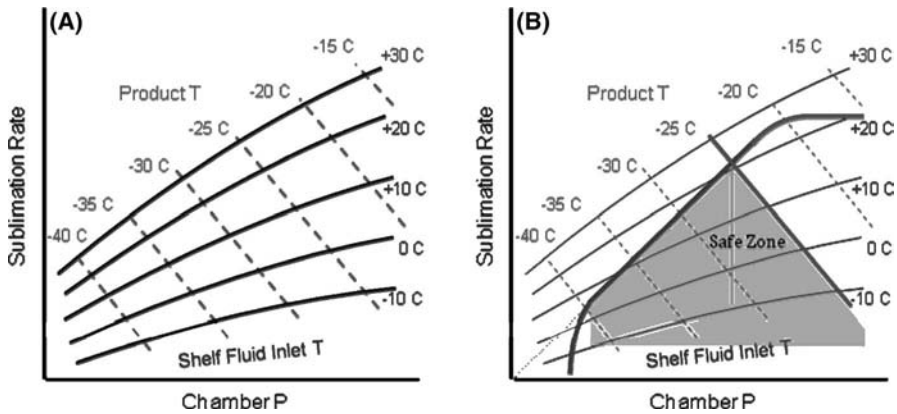 (A)
-15 C
+30 C
Product T
-20 C
-25 C
+20 C
-30 C
+10 C
-35 C
-40 C
0 C
-10 C
Shelf Fluid Inlet T
Sublimation Rate
Chamber P
(B)
-15 C
+30 C
Product T
-20 C
-25 C
+20 C
-30 C
+10 C
-35 C
Safe Zone
-40 C
0 C
-10 C
Shelf Fluid Inlet T
Sublimation Rate
Chamber P